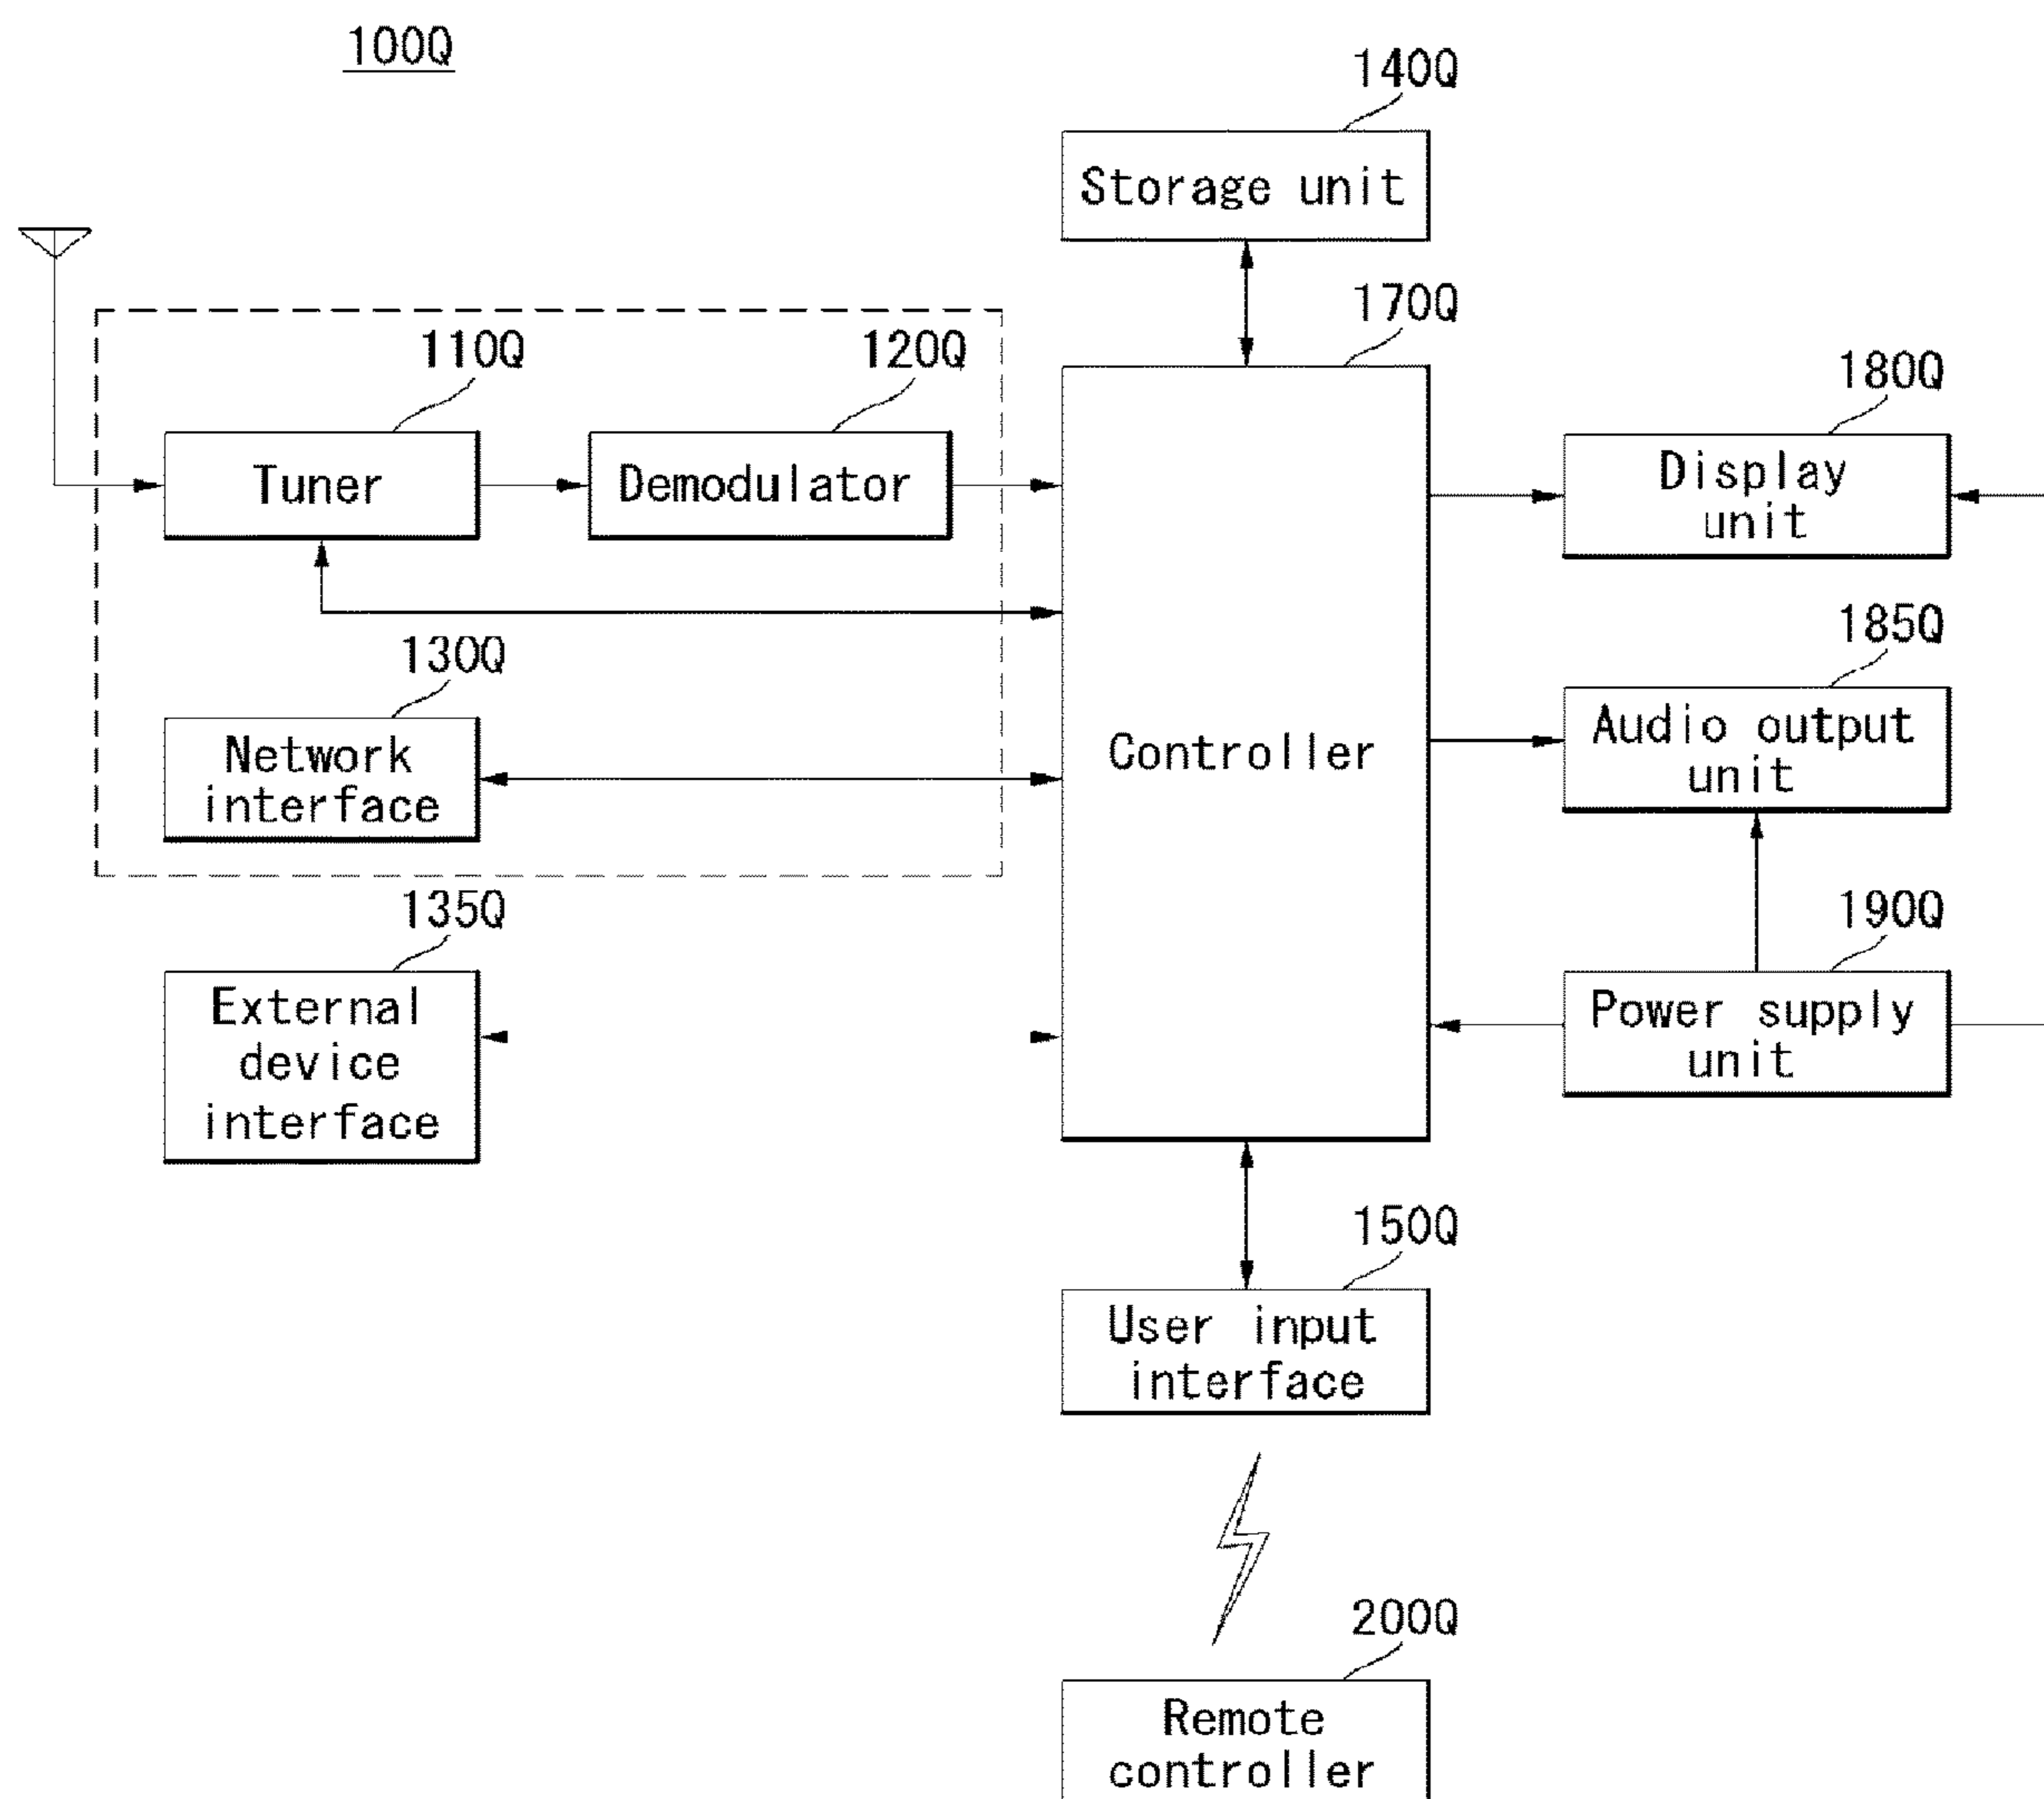 100Q
140Q
Storage unit
170Q
110Q
120Q
180Q
Tuner
Demodulator
Display
unit
130Q
185Q
Network
interface
Controller
Audio output
unit
135Q
190Q
External
device
interface
Power supply
unit
150Q
User input
interface
200Q
Remote
controller